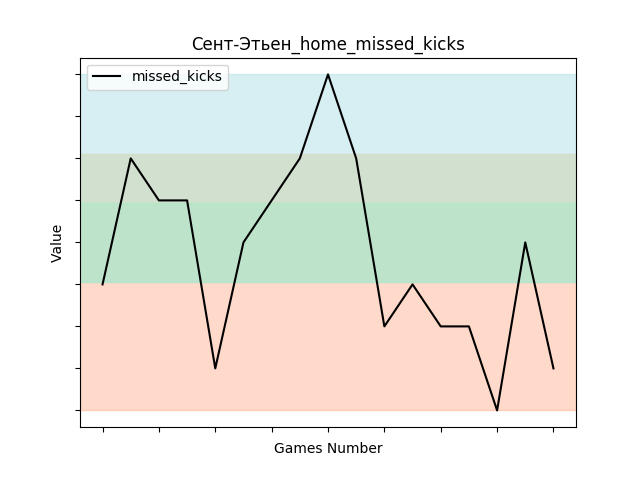 Сент-Этьен_home_missed_kicks
missed_kicks
Value
Games Number